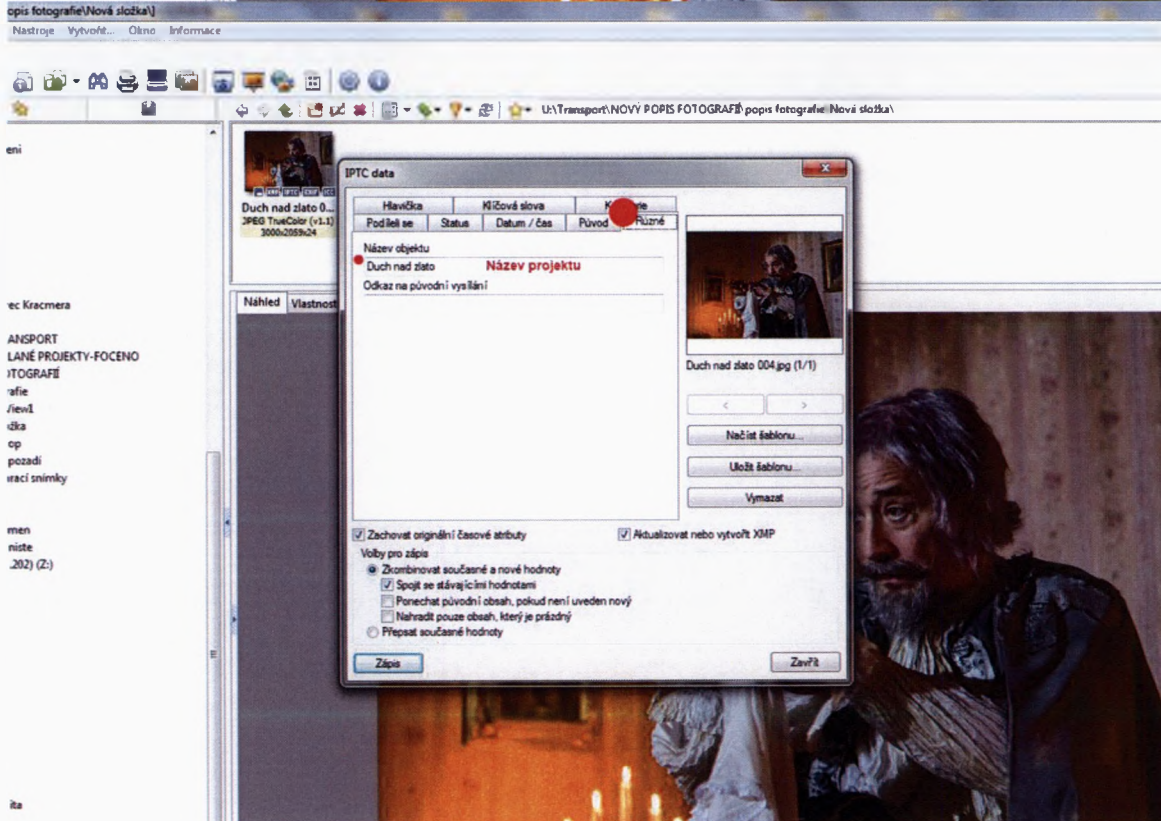 opis fotografie\Nová složka\]
Nastroje Vytvořit... Okno Informace
U:\Transport\NOVÝ POPIS FOTOGRAFIÍ\popis fotografie\Nová složka\
ení
Duch nad zlato 0...
JPEG TrueColor (v1.1)
3000x2059x24
IPTC data
Hlavička Klíčová slova
Podíleli se Status Datum / čas Původ Různé
Název objektu
Duch nad zlato Název projektu
Odkaz na původní vysílání
Duch nad zlato 004.jpg (1/1)
< >
Načíst šablonu...
Uložit šablonu...
Vymazat
Zachovat originální časové atributy
Aktualizovat nebo vytvořit XMP
Volby pro zápis
Zkombinovat současné a nové hodnoty
Spojit se stávajícími hodnotami
Ponechat původní obsah, pokud není uveden nový
Nahradit pouze obsah, který je prázdný
Přepsat současné hodnoty
Zápis Zavřít
Náhled Vlastnost
ec Kracmera
ANSPORT
LANÉ PROJEKTY-FOCENO
OTOGRAFIÍ
rafie
View1
ožka
op
pozadí
rací snímky
men
niste
.202) (Z:)
ita